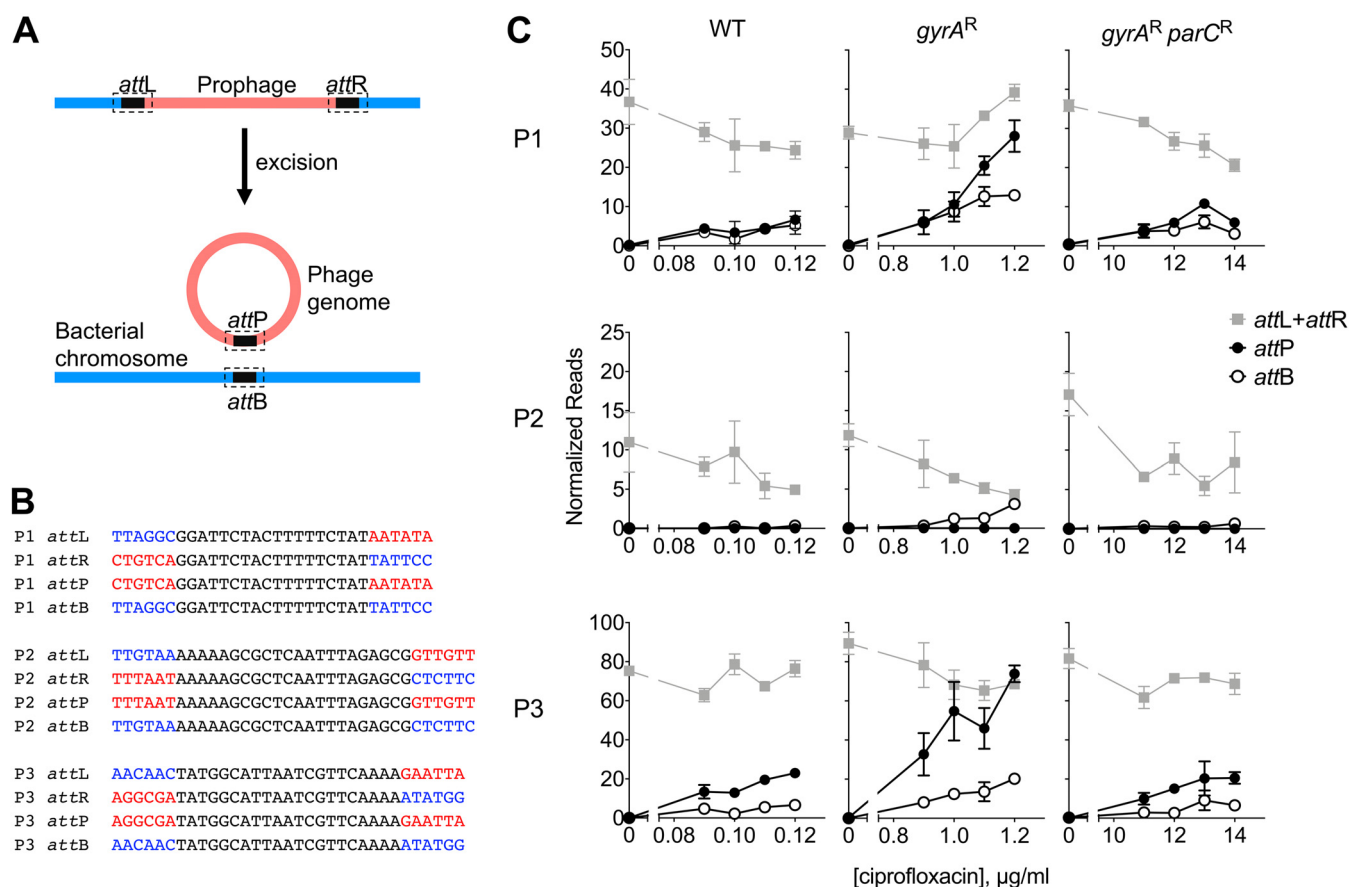 A
attL
Prophage
attR
excision
attP
Phage
genome
Bacterial
chromosome
attB
B
P1 attL TTAGGCGGATTCTACTTTTTCTATAATATA
P1 attR CTGTCAGGATTCTACTTTTTCTATTATTCC
P1 attP CTGTCAGGATTCTACTTTTTCTATAATATA
P1 attB TTAGGCGGATTCTACTTTTTCTATTATTCC
P2 attL TTGTAAAAAAAGCGCTCAATTTAGAGCGGTTGTT
P2 attR TTTAATAAAAAGCGCTCAATTTAGAGCGCTCTTC
P2 attP TTTAATAAAAAGCGCTCAATTTAGAGCGGTTGTT
P2 attB TTGTAAAAAAAGCGCTCAATTTAGAGCGCTCTTC
P3 attL AACAACTATGGCATTAATCGTTCAAAAGAATTA
P3 attR AGGCGATATGGCATTAATCGTTCAAAAATATGG
P3 attP AGGCGATATGGCATTAATCGTTCAAAAGAATTA
P3 attB AACAACTATGGCATTAATCGTTCAAAAATATGG
C
WT
gyrA^R
gyrA^R parC^R
P1
50
40
30
20
10
0
0 0.08 0.10 0.12
0 0.8 1.0 1.2
0 10 12 14
P2
Normalized Reads
25
20
15
10
5
0
0 0.08 0.10 0.12
0 0.8 1.0 1.2
0 10 12 14
attL+attR
attP
attB
P3
100
80
60
40
20
0
0 0.08 0.10 0.12
0 0.8 1.0 1.2
0 10 12 14
[ciprofloxacin], µg/ml